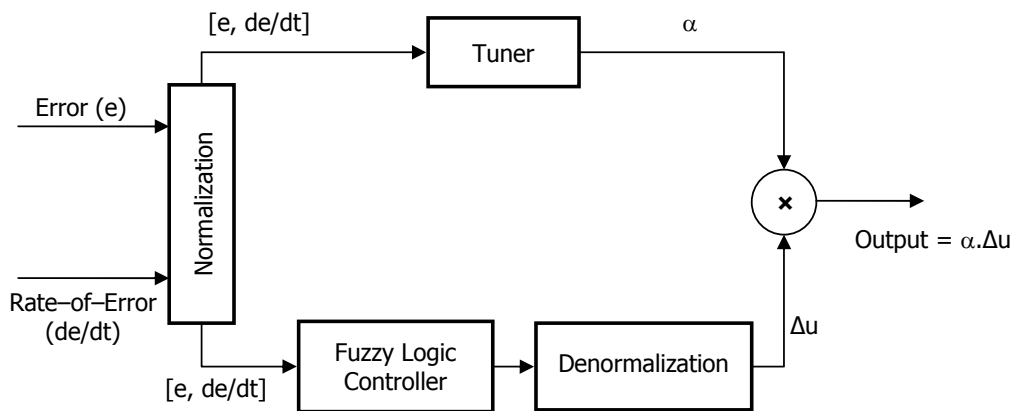 [e, de/dt]
α
Tuner
Error (e)
Normalization
×
Output = α.Δu
Rate–of–Error
(de/dt)
Δu
Fuzzy Logic
Controller
Denormalization
[e, de/dt]